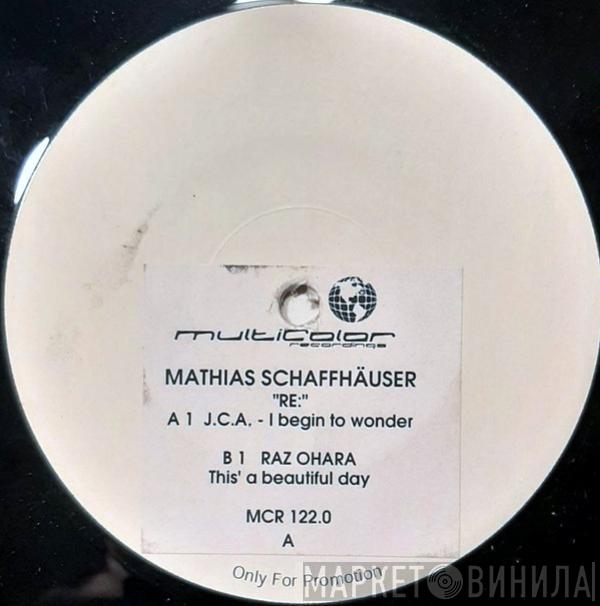 multicolor
recordings
MATHIAS SCHAFFHÄUSER
"RE:"
A 1 J.C.A. - I begin to wonder
B 1 RAZ OHARA
This' a beautiful day
MCR 122.0
A
Only For Promotion
МАРКЕТ ВИНИЛА